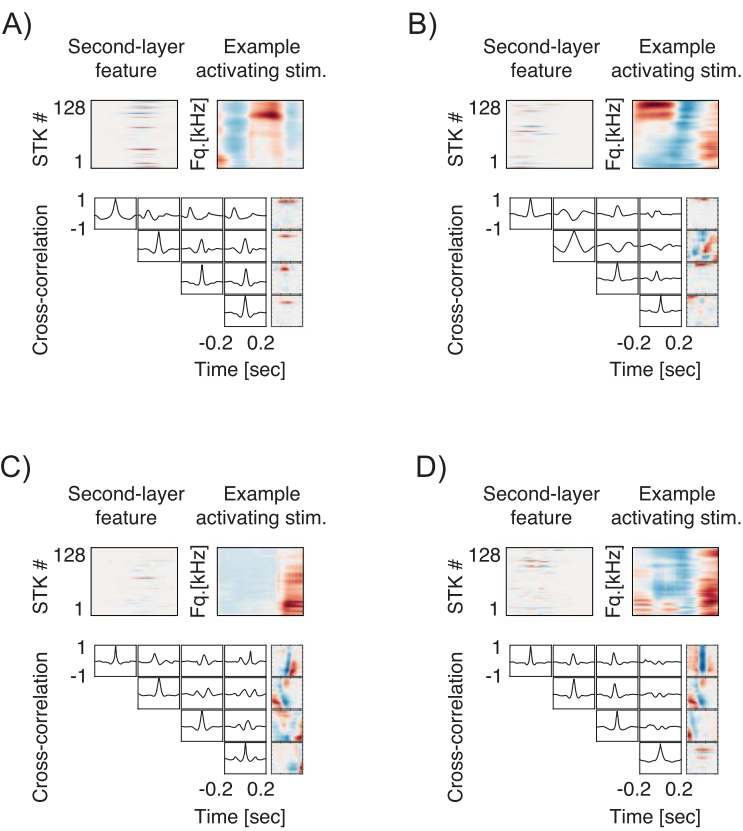 A)
Second-layer feature
Example activating stim.
STK #
128
1
Fq.[kHz]
Cross-correlation
1
-1
-0.2 0.2
Time [sec]
B)
Second-layer feature
Example activating stim.
STK #
128
1
Fq.[kHz]
Cross-correlation
1
-1
-0.2 0.2
Time [sec]
C)
Second-layer feature
Example activating stim.
STK #
128
1
Fq.[kHz]
Cross-correlation
1
-1
-0.2 0.2
Time [sec]
D)
Second-layer feature
Example activating stim.
STK #
128
1
Fq.[kHz]
Cross-correlation
1
-1
-0.2 0.2
Time [sec]